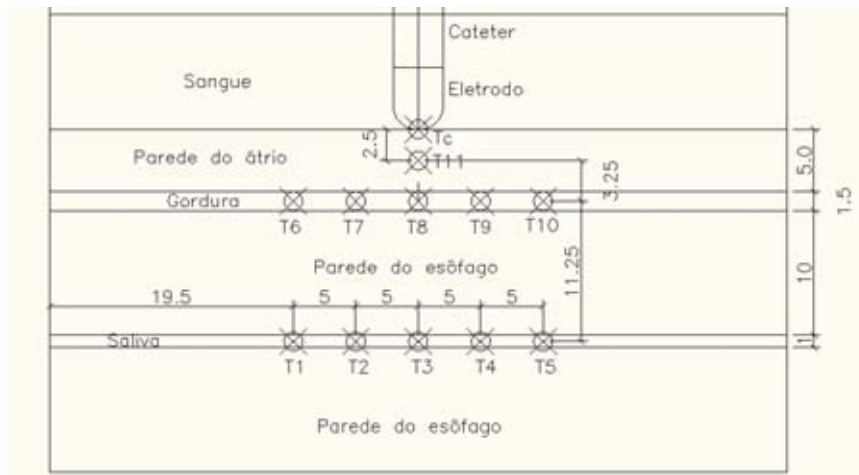 Cateter
Sangue
Eletrodo
Tc
2.5
Parede do átrio
T11
5.0
3.25
Gordura
1.5
T6 T7 T8 T9 T10
Parede do esôfago
11.25
10
19.5 5 5 5 5
Saliva
1
T1 T2 T3 T4 T5
Parede do esôfago